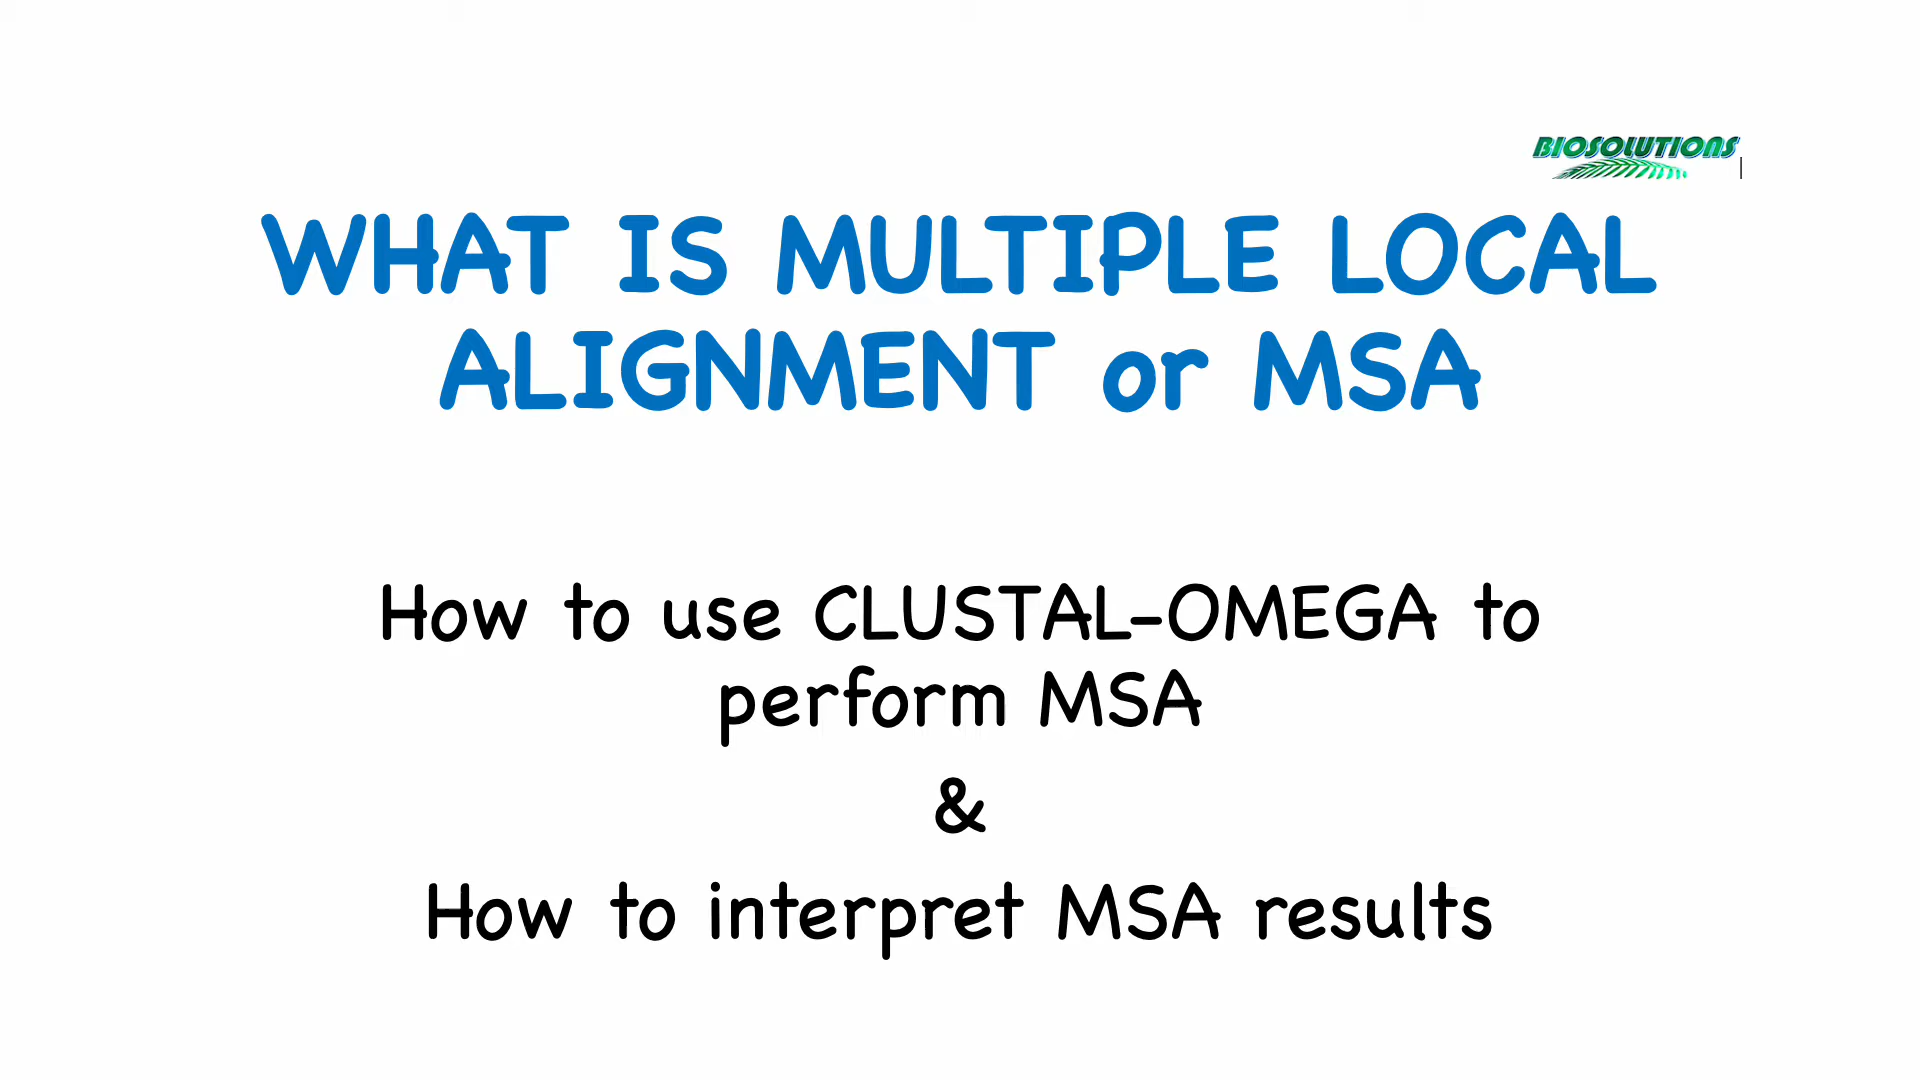 BIOSOLUTIONS
WHAT IS MULTIPLE LOCAL
ALIGNMENT or MSA
How to use CLUSTAL-OMEGA to
perform MSA
&
How to interpret MSA results